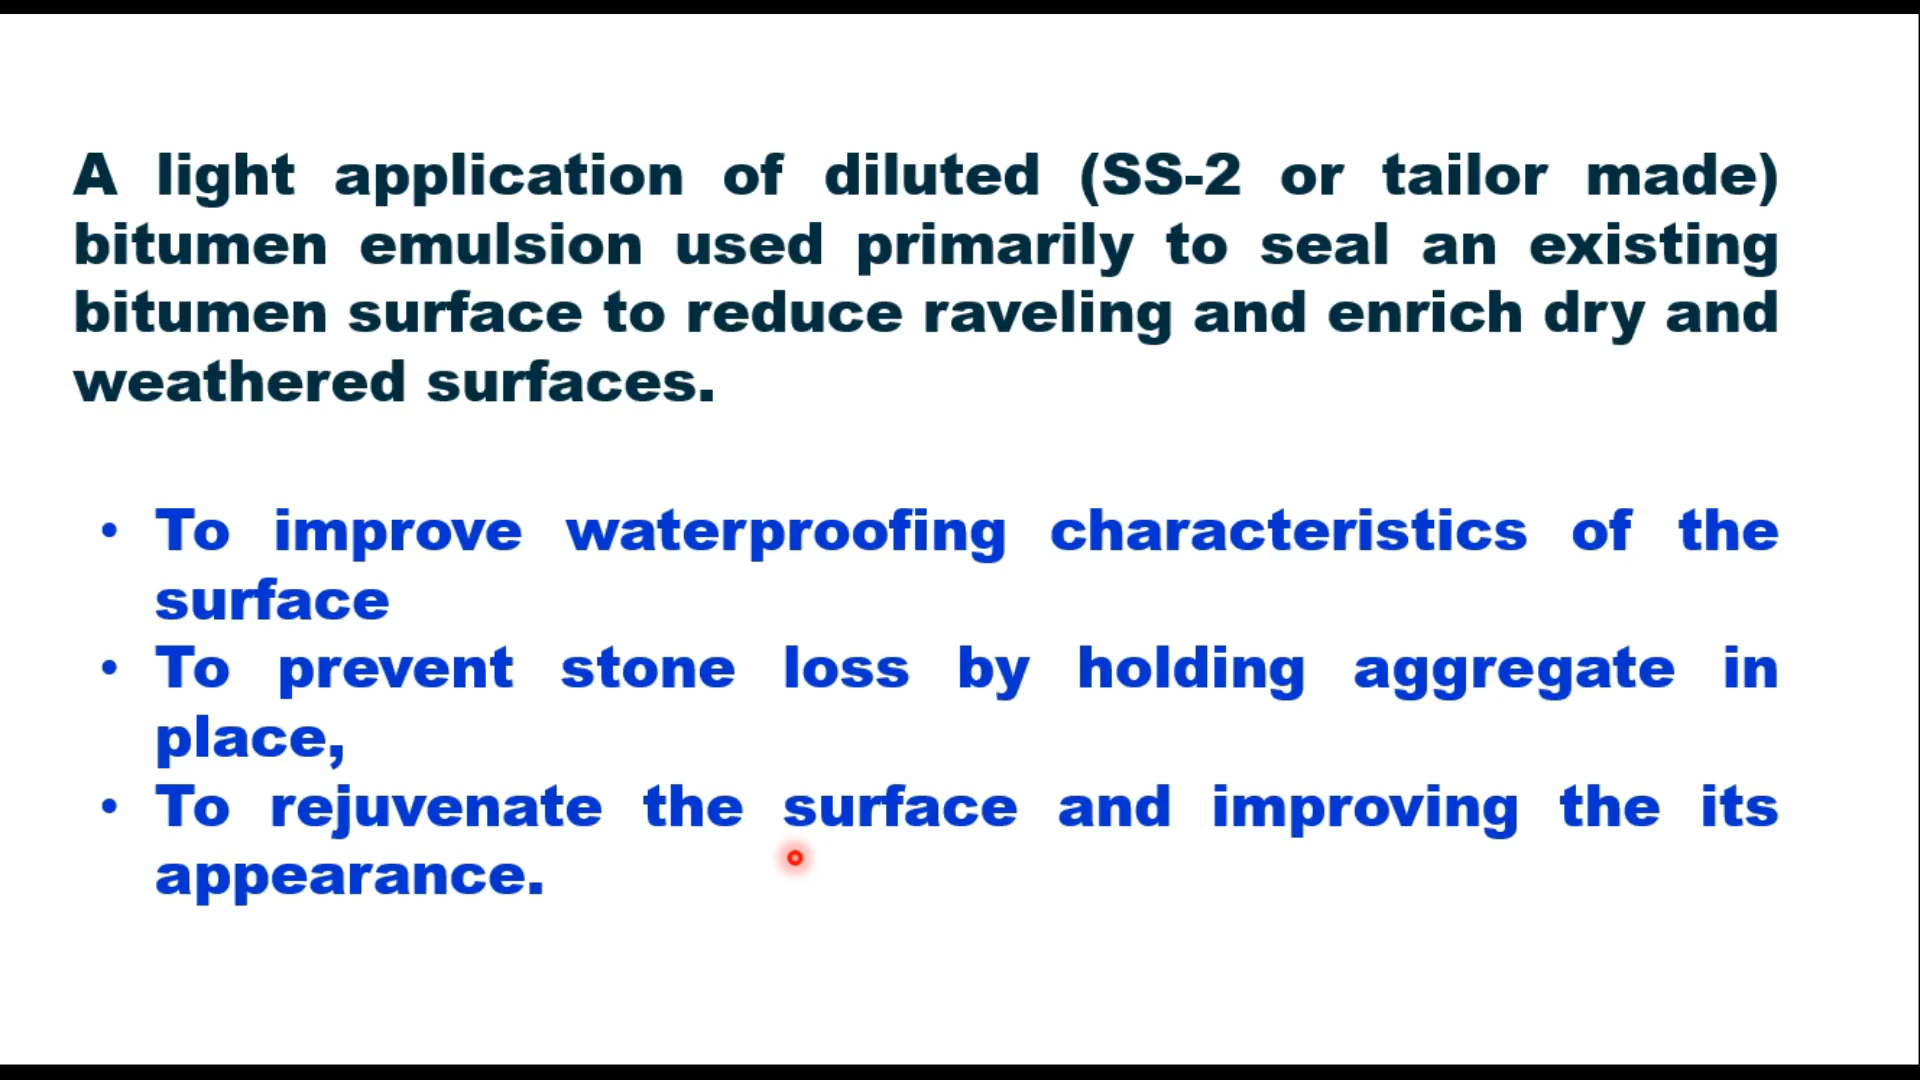 A light application of diluted (SS-2 or tailor made)
bitumen emulsion used primarily to seal an existing
bitumen surface to reduce raveling and enrich dry and
weathered surfaces.
• To improve waterproofing characteristics of the
surface
• To prevent stone loss by holding aggregate in
place,
• To rejuvenate the surface and improving the its
appearance.